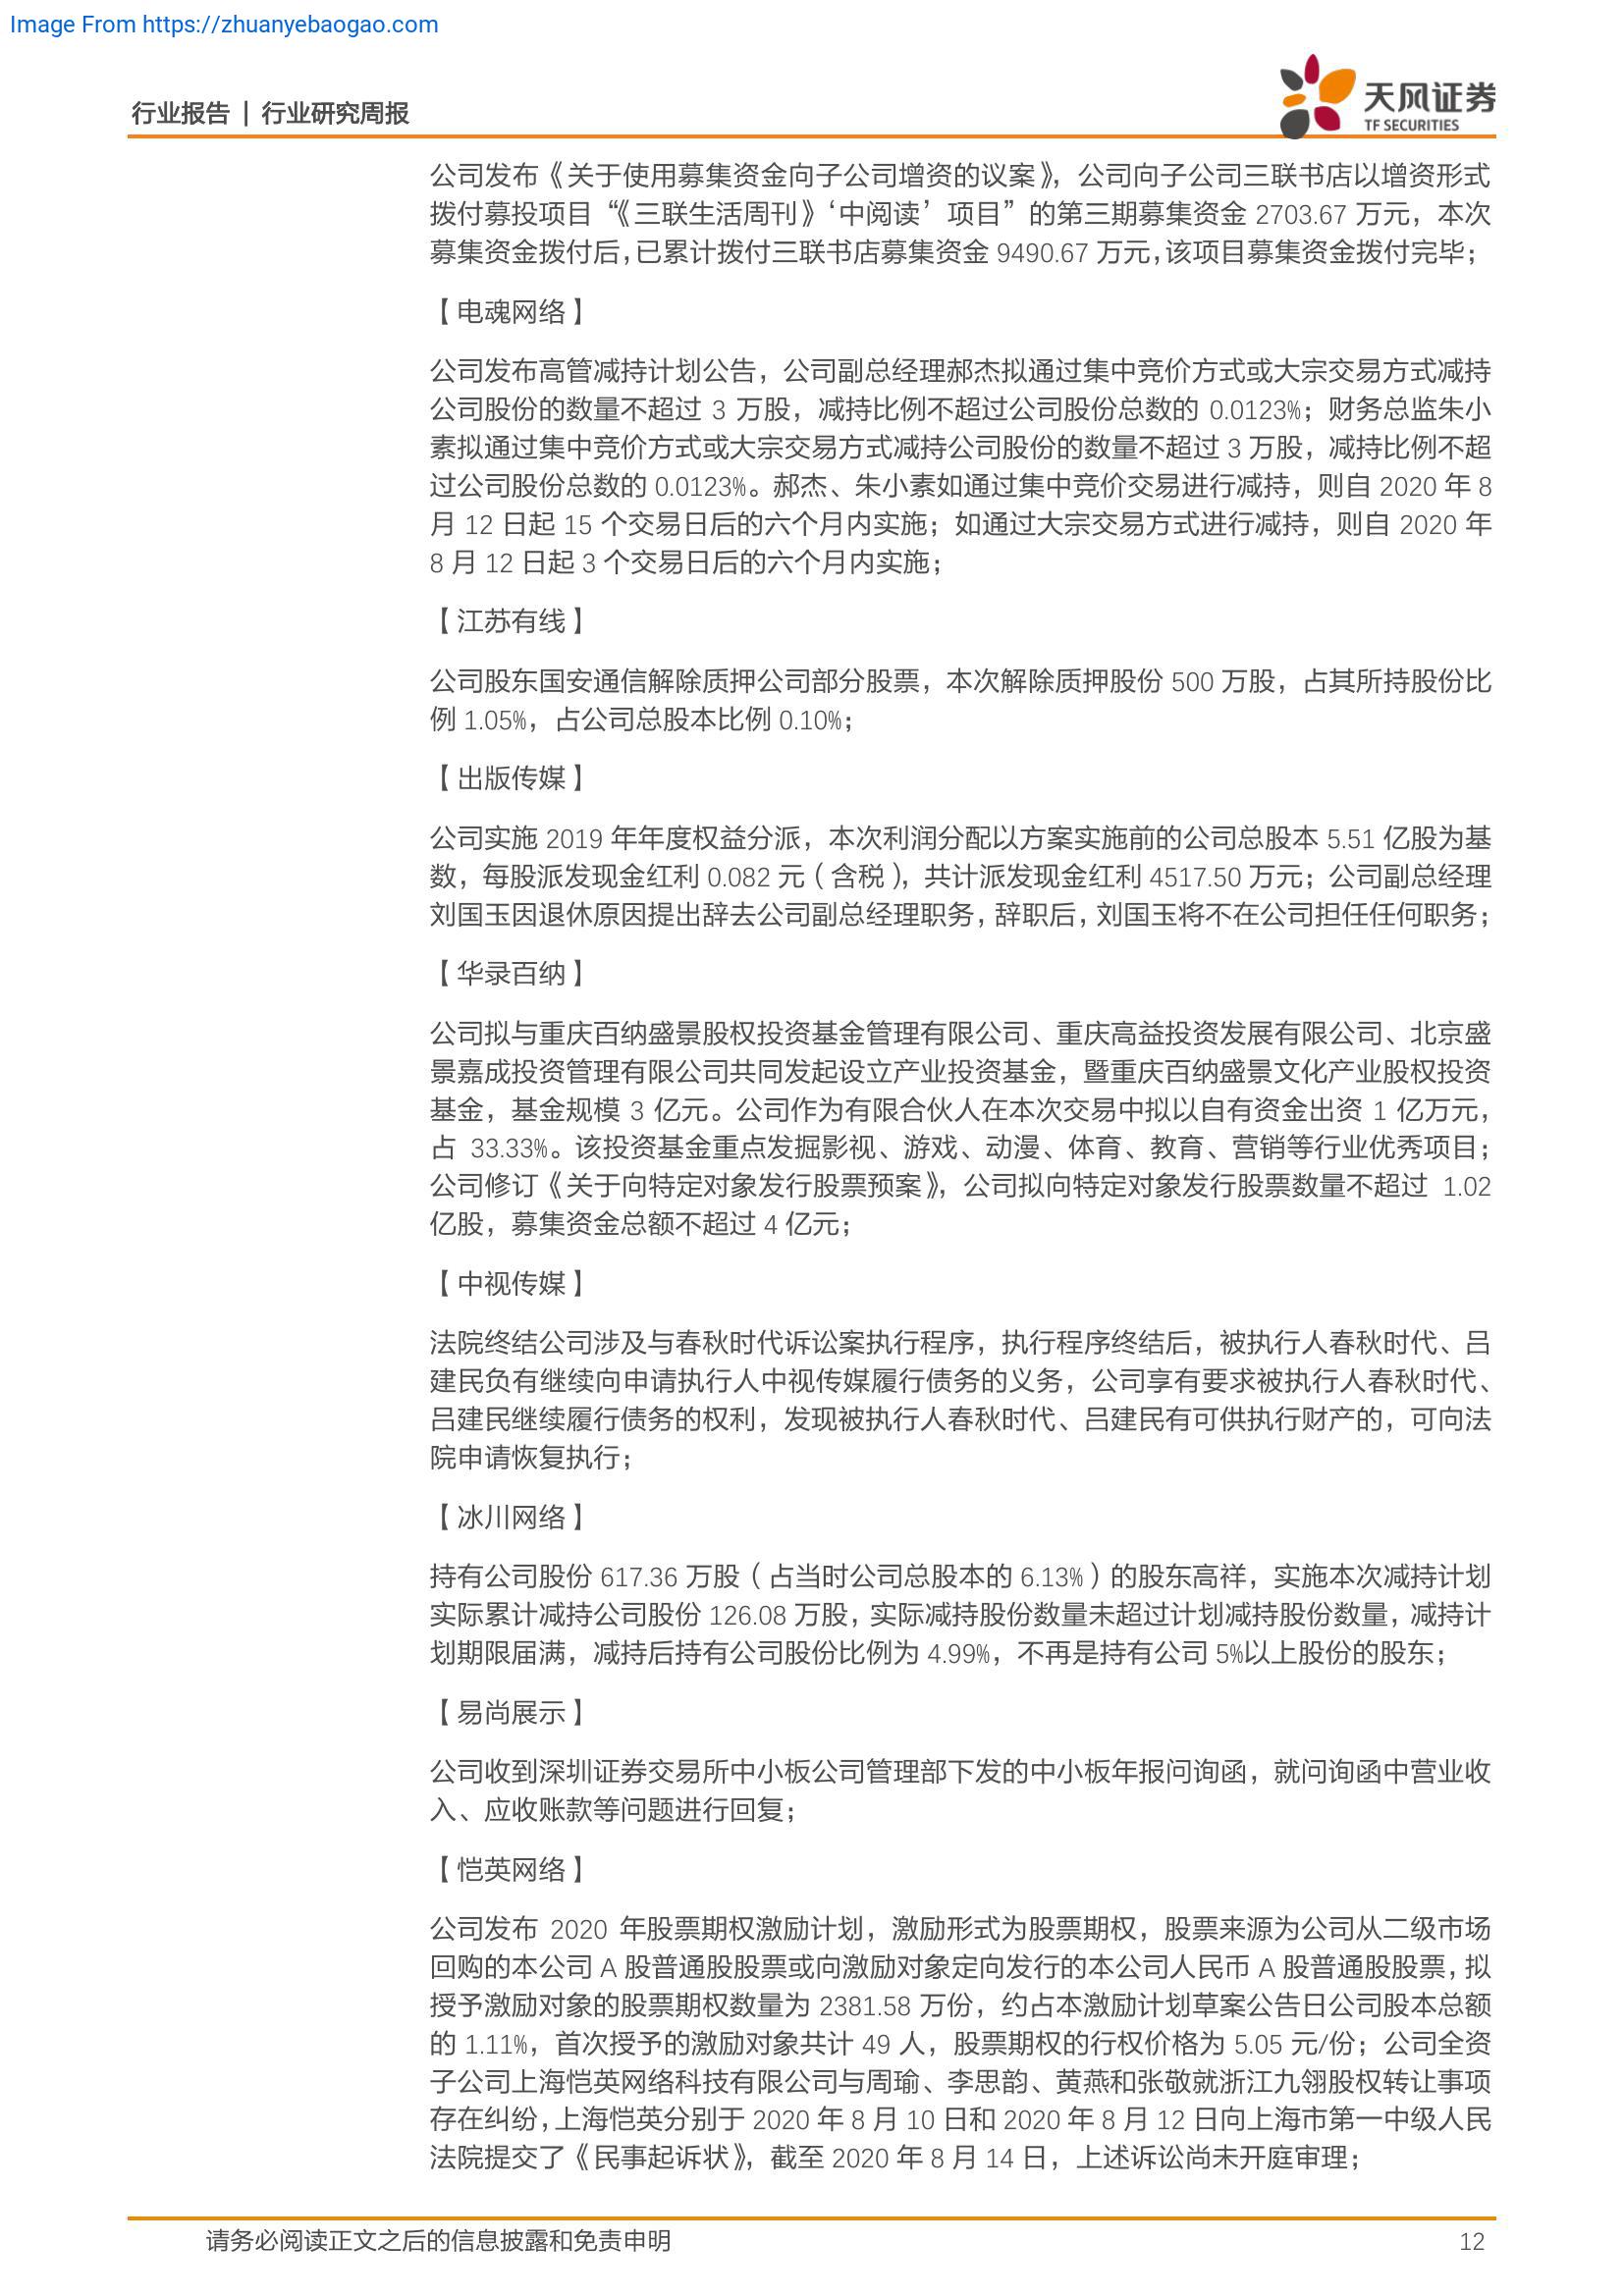 Image From https://zhuanyebaogao.com
行业报告 | 行业研究周报
天风证券
TF SECURITIES
公司发布《关于使用募集资金向子公司增资的议案》，公司向子公司三联书店以增资形式
拨付募投项目“《三联生活周刊》‘中阅读’项目”的第三期募集资金 2703.67 万元，本次
募集资金拨付后，已累计拨付三联书店募集资金 9490.67 万元，该项目募集资金拨付完毕；
【电魂网络】
公司发布高管减持计划公告，公司副总经理郝杰拟通过集中竞价方式或大宗交易方式减持
公司股份的数量不超过 3 万股，减持比例不超过公司股份总数的 0.0123%；财务总监朱小
素拟通过集中竞价方式或大宗交易方式减持公司股份的数量不超过 3 万股，减持比例不超
过公司股份总数的 0.0123%。郝杰、朱小素如通过集中竞价交易进行减持，则自 2020 年 8
月 12 日起 15 个交易日后的六个月内实施；如通过大宗交易方式进行减持，则自 2020 年
8 月 12 日起 3 个交易日后的六个月内实施；
【江苏有线】
公司股东国安通信解除质押公司部分股票，本次解除质押股份 500 万股，占其所持股份比
例 1.05%，占公司总股本比例 0.10%；
【出版传媒】
公司实施 2019 年年度权益分派，本次利润分配以方案实施前的公司总股本 5.51 亿股为基
数，每股派发现金红利 0.082 元（含税），共计派发现金红利 4517.50 万元；公司副总经理
刘国玉因退休原因提出辞去公司副总经理职务，辞职后，刘国玉将不在公司担任任何职务；
【华录百纳】
公司拟与重庆百纳盛景股权投资基金管理有限公司、重庆高益投资发展有限公司、北京盛
景嘉成投资管理有限公司共同发起设立产业投资基金，暨重庆百纳盛景文化产业股权投资
基金，基金规模 3 亿元。公司作为有限合伙人在本次交易中拟以自有资金出资 1 亿万元，
占 33.33%。该投资基金重点发掘影视、游戏、动漫、体育、教育、营销等行业优秀项目；
公司修订《关于向特定对象发行股票预案》，公司拟向特定对象发行股票数量不超过 1.02
亿股，募集资金总额不超过 4 亿元；
【中视传媒】
法院终结公司涉及与春秋时代诉讼案执行程序，执行程序终结后，被执行人春秋时代、吕
建民负有继续向申请执行人中视传媒履行债务的义务，公司享有要求被执行人春秋时代、
吕建民继续履行债务的权利，发现被执行人春秋时代、吕建民有可供执行财产的，可向法
院申请恢复执行；
【冰川网络】
持有公司股份 617.36 万股（占当时公司总股本的 6.13%）的股东高祥，实施本次减持计划
实际累计减持公司股份 126.08 万股，实际减持股份数量未超过计划减持股份数量，减持计
划期限届满，减持后持有公司股份比例为 4.99%，不再是持有公司 5%以上股份的股东；
【易尚展示】
公司收到深圳证券交易所中小板公司管理部下发的中小板年报问询函，就问询函中营业收
入、应收账款等问题进行回复；
【恺英网络】
公司发布 2020 年股票期权激励计划，激励形式为股票期权，股票来源为公司从二级市场
回购的本公司 A 股普通股股票或向激励对象定向发行的本公司人民币 A 股普通股股票，拟
授予激励对象的股票期权数量为 2381.58 万份，约占本激励计划草案公告日公司股本总额
的 1.11%，首次授予的激励对象共计 49 人，股票期权的行权价格为 5.05 元/份；公司全资
子公司上海恺英网络科技有限公司与周瑜、李思韵、黄燕和张敬就浙江九翎股权转让事项
存在纠纷，上海恺英分别于 2020 年 8 月 10 日和 2020 年 8 月 12 日向上海市第一中级人民
法院提交了《民事起诉状》，截至 2020 年 8 月 14 日，上述诉讼尚未开庭审理；
请务必阅读正文之后的信息披露和免责申明
12